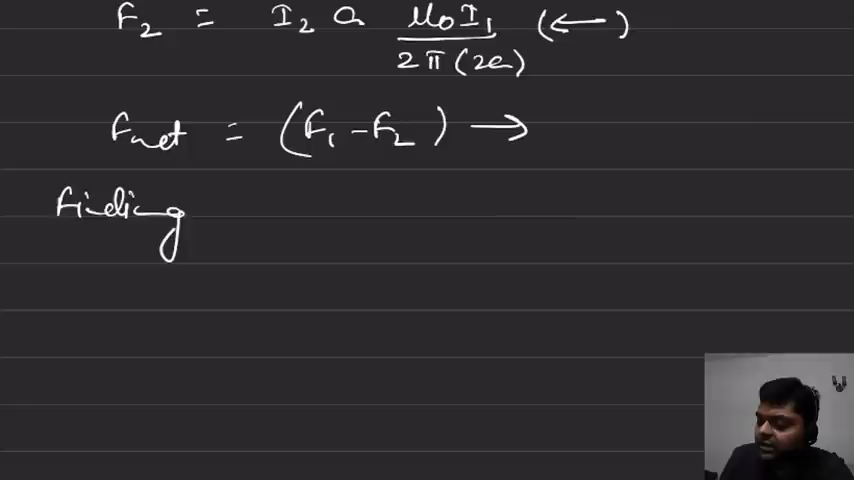 F₂ = I₂ a μ₀I₁ / 2π(2a) (←)
Fnet = (F₁ - F₂) →
Finding